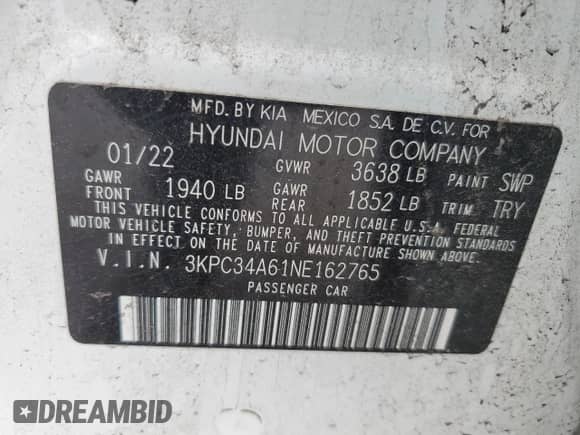 MFD. BY KIA MEXICO S.A. DE C.V. FOR
HYUNDAI MOTOR COMPANY
01/22 GVWR 3638 LB PAINT SWP
GAWR FRONT 1940 LB GAWR REAR 1852 LB TRIM TRY
THIS VEHICLE CONFORMS TO ALL APPLICABLE U.S.A. FEDERAL
MOTOR VEHICLE SAFETY, BUMPER, AND THEFT PREVENTION STANDARDS
IN EFFECT ON THE DATE OF MANUFACTURE SHOWN ABOVE.
V.I.N. 3KPC34A61NE162765
PASSENGER CAR
DREAMBID